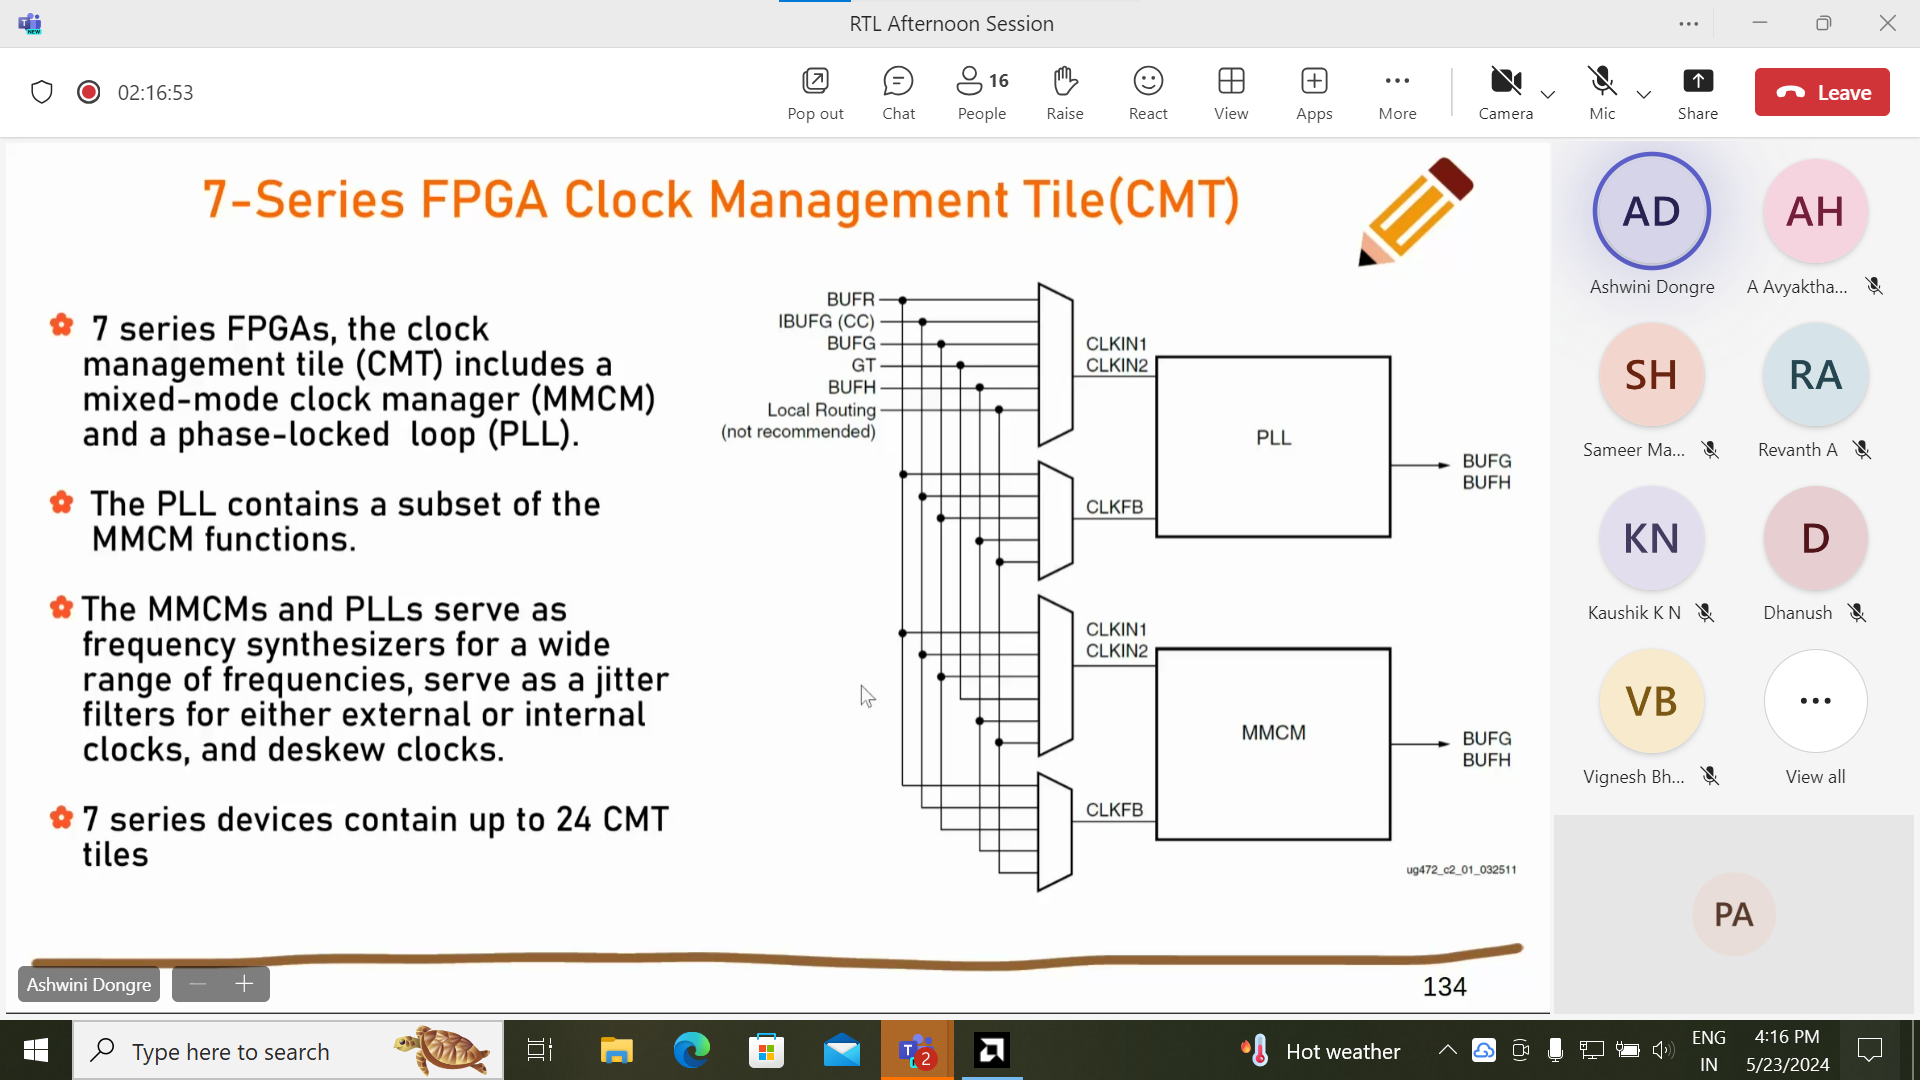 RTL Afternoon Session
NEW
02:16:53
Pop out
Chat
16
People
Raise
React
View
Apps
More
Camera
Mic
Share
Leave
7-Series FPGA Clock Management Tile(CMT)
7 series FPGAs, the clock
management tile (CMT) includes a
mixed-mode clock manager (MMCM)
and a phase-locked loop (PLL).
The PLL contains a subset of the
MMCM functions.
The MMCMs and PLLs serve as
frequency synthesizers for a wide
range of frequencies, serve as a jitter
filters for either external or internal
clocks, and deskew clocks.
7 series devices contain up to 24 CMT
tiles
BUFR
IBUFG (CC)
BUFG
GT
BUFH
Local Routing
(not recommended)
CLKIN1
CLKIN2
PLL
BUFG
BUFH
CLKFB
CLKIN1
CLKIN2
MMCM
BUFG
BUFH
CLKFB
ug472_c2_01_032511
134
Ashwini Dongre
AD
Ashwini Dongre
AH
A Avyaktha...
SH
Sameer Ma...
RA
Revanth A
KN
Kaushik K N
D
Dhanush
VB
Vignesh Bh...
View all
PA
Type here to search
T
2
Hot weather
ENG
IN
4:16 PM
5/23/2024